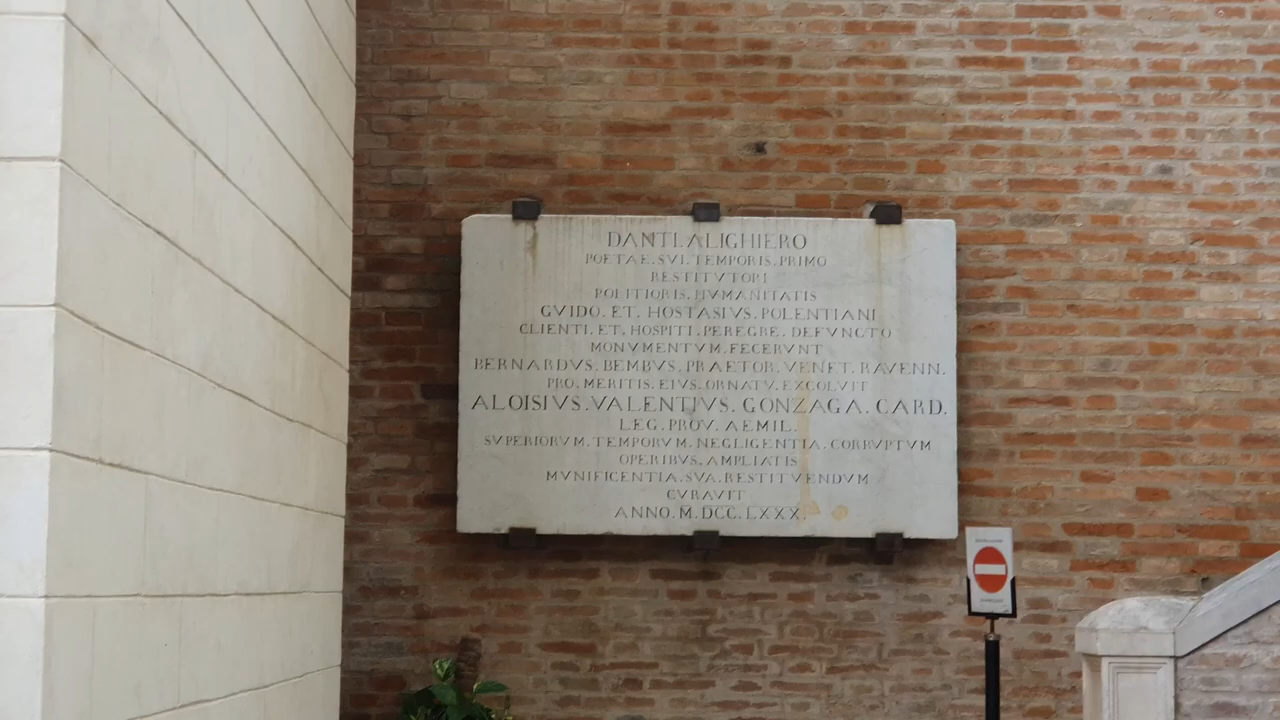 DANTI.ALIGHIERO
POETAE.SVI.TEMPORIS.PRIMO
RESTITVTORI
POLITIORIS.HVMANITATIS
GVIDO.ET.HOSTASIVS.POLENTIANI
CLIENTI.ET.HOSPITI.PEREGRE.DEFVNCTO
MONVMENTVM.FECERVNT
BERNARDVS.BEMBVS.PRAETOR.VENET.RAVENN.
PRO.MERITIS.EIVS.ORNATV.EXCOLVIT
ALOISIVS.VALENTIVS.GONZAGA.CARD.
LEG.PROV.AEMIL.
SVPERIORVM.TEMPORVM.NEGLIGENTIA.CORRVPTVM
OPERIBVS.AMPLIATIS
MVNIFICENTIA.SVA.RESTITVENDVM
CVRAVIT
ANNO.M.DCC.LXXX.